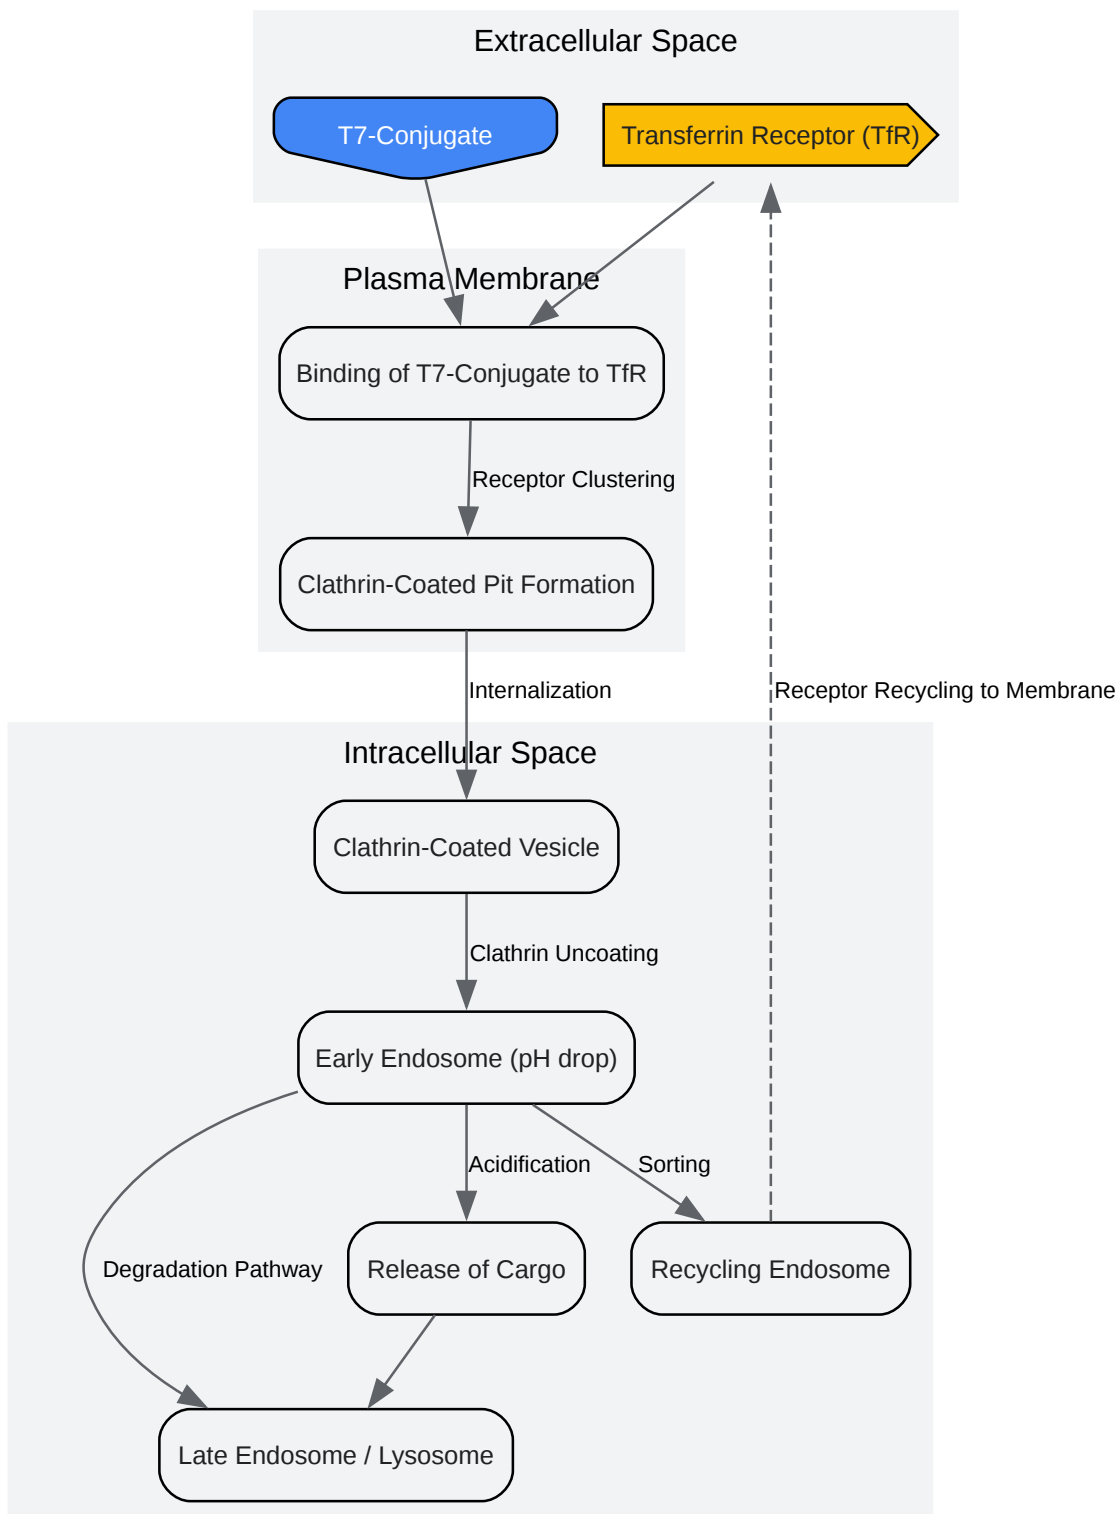 Extracellular Space
T7-Conjugate
Transferrin Receptor (TfR)
Plasma Membrane
Binding of T7-Conjugate to TfR
Receptor Clustering
Clathrin-Coated Pit Formation
Internalization
Receptor Recycling to Membrane
Intracellular Space
Clathrin-Coated Vesicle
Clathrin Uncoating
Early Endosome (pH drop)
Acidification
Sorting
Degradation Pathway
Release of Cargo
Recycling Endosome
Late Endosome / Lysosome